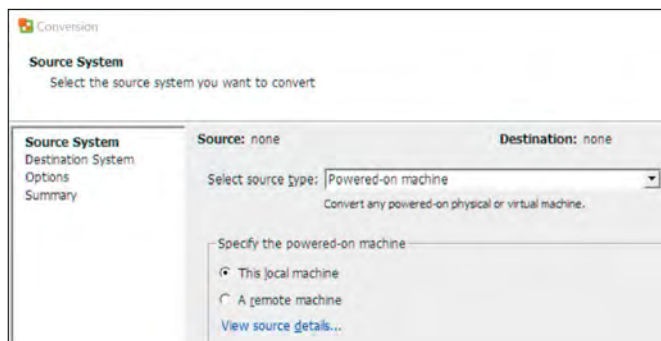 Conversion
Source System
Select the source system you want to convert
Source System
Destination System
Options
Summary
Source: none
Destination: none
Select source type: Powered-on machine
Convert any powered-on physical or virtual machine.
Specify the powered-on machine
This local machine
A remote machine
View source details...